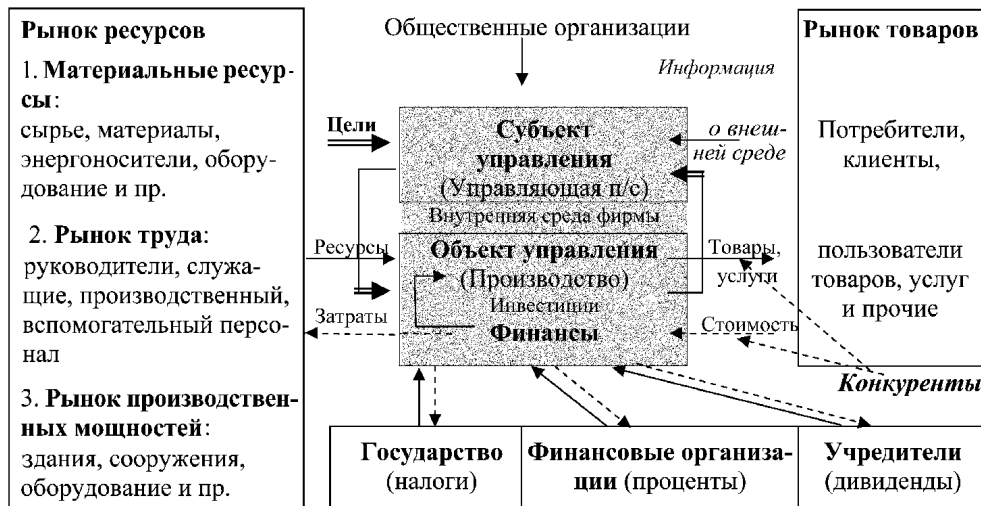 Рынок ресурсов
1. Материальные ресур-
сы:
сырье, материалы,
энергоносители, обору-
дование и пр.
2. Рынок труда:
руководители, служа-
щие, производственный,
вспомогательный персо-
нал
3. Рынок производствен-
ных мощностей:
здания, сооружения,
оборудование и пр.
Общественные организации
Информация
Цели
Субъект
управления
(Управляющая п/с)
о внеш-
ней среде
Внутренняя среда фирмы
Ресурсы
Объект управления
(Производство)
Инвестиции
Финансы
Товары,
услуги
Затраты
Стоимость
Рынок товаров
Потребители,
клиенты,
пользователи
товаров, услуг
и прочие
Конкуренты
Государство
(налоги)
Финансовые организа-
ции (проценты)
Учредители
(дивиденды)